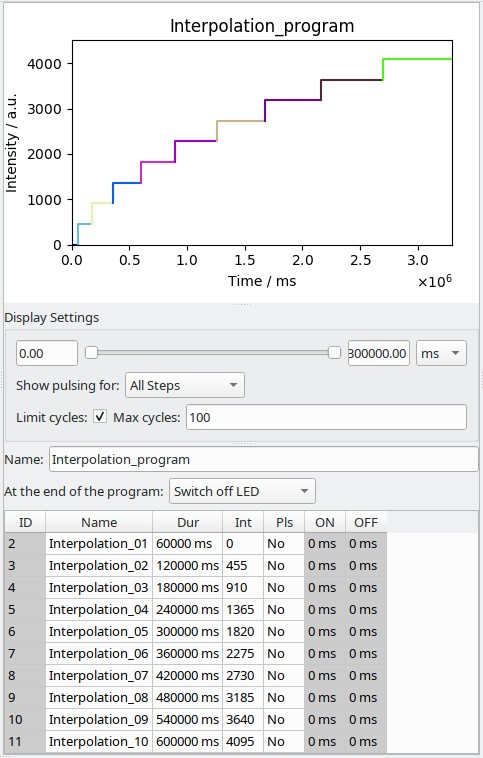 Interpolation_program
Intensity / a.u.
4000
3000
2000
1000
0
0.0 0.5 1.0 1.5 2.0 2.5 3.0
Time / ms
×10⁶
Display Settings
0.00 300000.00 ms
Show pulsing for: All Steps
Limit cycles: Max cycles: 100
Name: Interpolation_program
At the end of the program: Switch off LED
ID Name Dur Int Pls ON OFF
2 Interpolation_01 60000 ms 0 No 0 ms 0 ms
3 Interpolation_02 120000 ms 455 No 0 ms 0 ms
4 Interpolation_03 180000 ms 910 No 0 ms 0 ms
5 Interpolation_04 240000 ms 1365 No 0 ms 0 ms
6 Interpolation_05 300000 ms 1820 No 0 ms 0 ms
7 Interpolation_06 360000 ms 2275 No 0 ms 0 ms
8 Interpolation_07 420000 ms 2730 No 0 ms 0 ms
9 Interpolation_08 480000 ms 3185 No 0 ms 0 ms
10 Interpolation_09 540000 ms 3640 No 0 ms 0 ms
11 Interpolation_10 600000 ms 4095 No 0 ms 0 ms